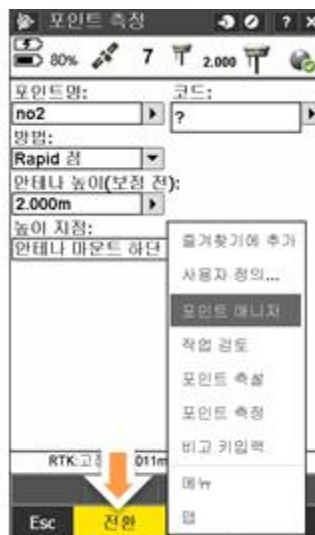 포인트 측정
80% 7 2.000
포인트명: 코드:
no2 ?
방법:
Rapid 점
안테나 높이(보정 전):
2.000m
높이 지점:
안테나 마운트 하단
즐겨찾기에 추가
사용자 정의...
포인트 매니저
작업 검토
포인트 측설
포인트 측정
비고 키입력
메뉴
맵
RTK:고정 011m
Esc 전환